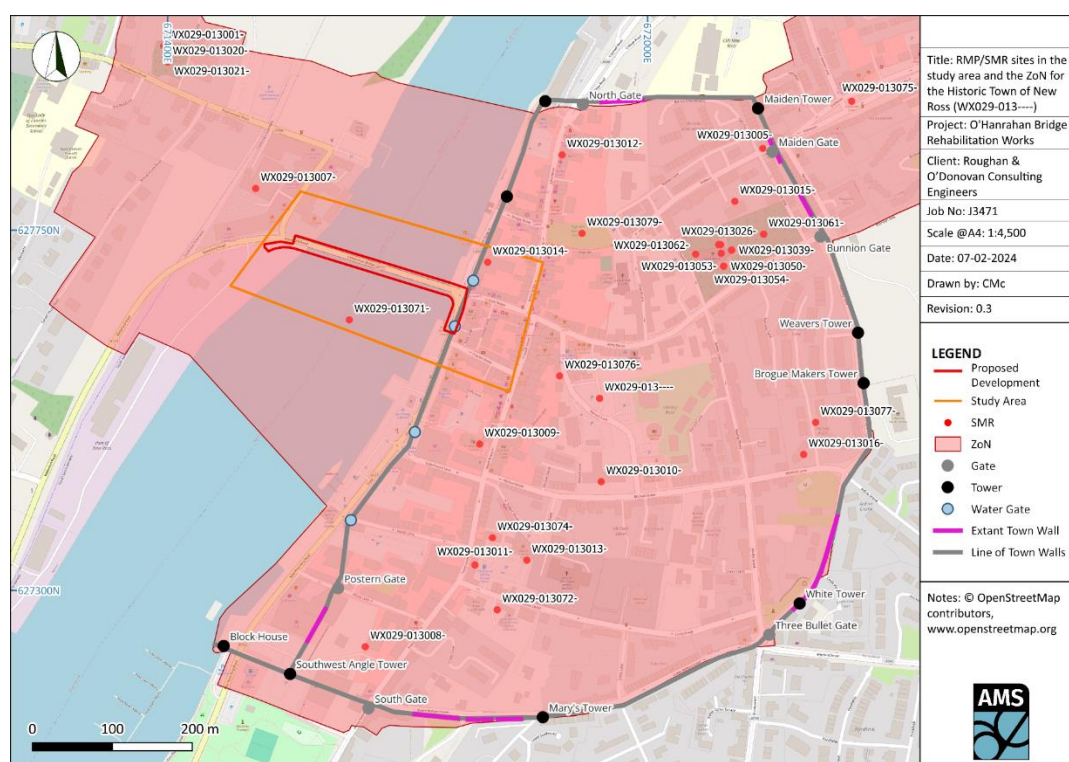 671400E
672000E
WX029-013001-
WX029-013020-
WX029-013021-
North Gate
Maiden Tower
WX029-013075-
WX029-013005-
WX029-013012-
Maiden Gate
WX029-013007-
WX029-013015-
627750N
WX029-013079-
WX029-013061-
WX029-013026-
WX029-013062-
WX029-013039-
Bunnion Gate
WX029-013014-
WX029-013053-
WX029-013050-
WX029-013054-
WX029-013071-
Weavers Tower
WX029-013076-
Brogue Makers Tower
WX029-013----
WX029-013077-
WX029-013009-
WX029-013016-
WX029-013010-
WX029-013074-
WX029-013011-
WX029-013013-
627300N
Postern Gate
WX029-013072-
White Tower
Three Bullet Gate
Block House
WX029-013008-
Southwest Angle Tower
South Gate
Mary's Tower
0 100 200 m
Title: RMP/SMR sites in the
study area and the ZoN for
the Historic Town of New
Ross (WX029-013----)
Project: O'Hanrahan Bridge
Rehabilitation Works
Client: Roughan &
O'Donovan Consulting
Engineers
Job No: J3471
Scale @A4: 1:4,500
Date: 07-02-2024
Drawn by: CMc
Revision: 0.3
LEGEND
Proposed
Development
Study Area
SMR
ZoN
Gate
Tower
Water Gate
Extant Town Wall
Line of Town Walls
Notes: © OpenStreetMap
contributors,
www.openstreetmap.org
AMS